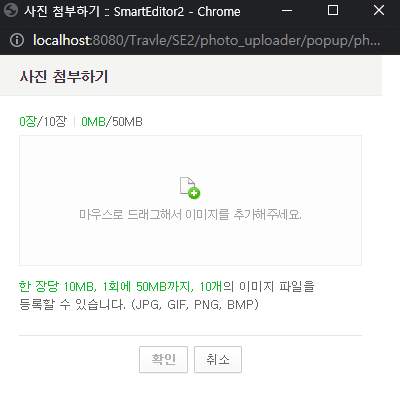 사진 첨부하기 :: SmartEditor2 - Chrome
localhost:8080/Travle/SE2/photo_uploader/popup/ph...
사진 첨부하기
0장/10장 | 0MB/50MB
마우스로 드래그해서 이미지를 추가해주세요.
한 장당 10MB, 1회에 50MB까지, 10개의 이미지 파일을
등록할 수 있습니다. (JPG, GIF, PNG, BMP)
확인 취소